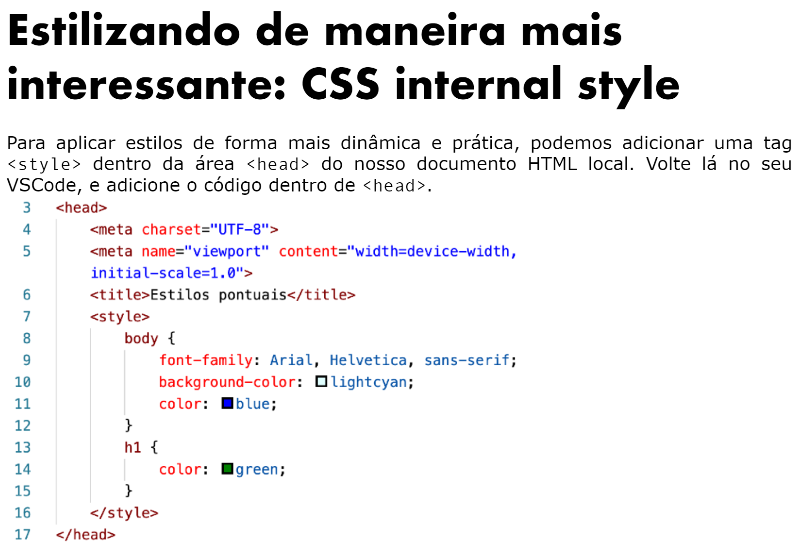 Estilizando de maneira mais
interessante: CSS internal style
Para aplicar estilos de forma mais dinâmica e prática, podemos adicionar uma tag
<style> dentro da área <head> do nosso documento HTML local. Volte lá no seu
VSCode, e adicione o código dentro de <head>.
3 <head>
4 <meta charset="UTF-8">
5 <meta name="viewport" content="width=device-width,
initial-scale=1.0">
6 <title>Estilos pontuais</title>
7 <style>
8 body {
9 font-family: Arial, Helvetica, sans-serif;
10 background-color: lightcyan;
11 color: blue;
12 }
13 h1 {
14 color: green;
15 }
16 </style>
17 </head>